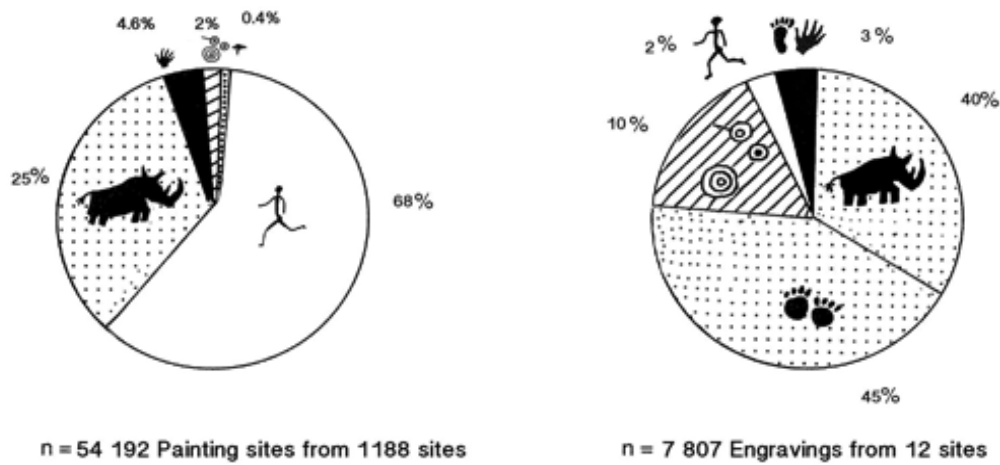 4.6% 2% 0.4%
25%
68%
n = 54 192 Painting sites from 1188 sites
2% 3%
10% 40%
45%
n = 7 807 Engravings from 12 sites